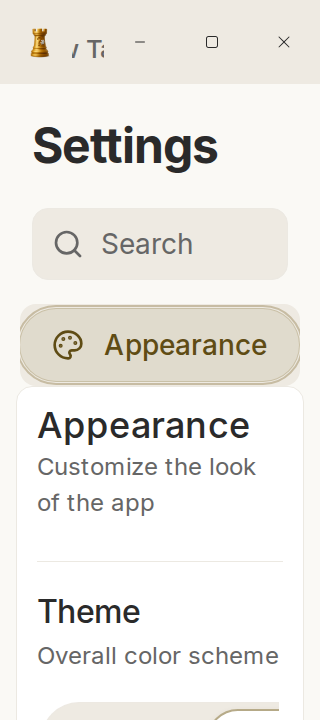 Settings
Search
Appearance
Appearance
Customize the look
of the app
Theme
Overall color scheme